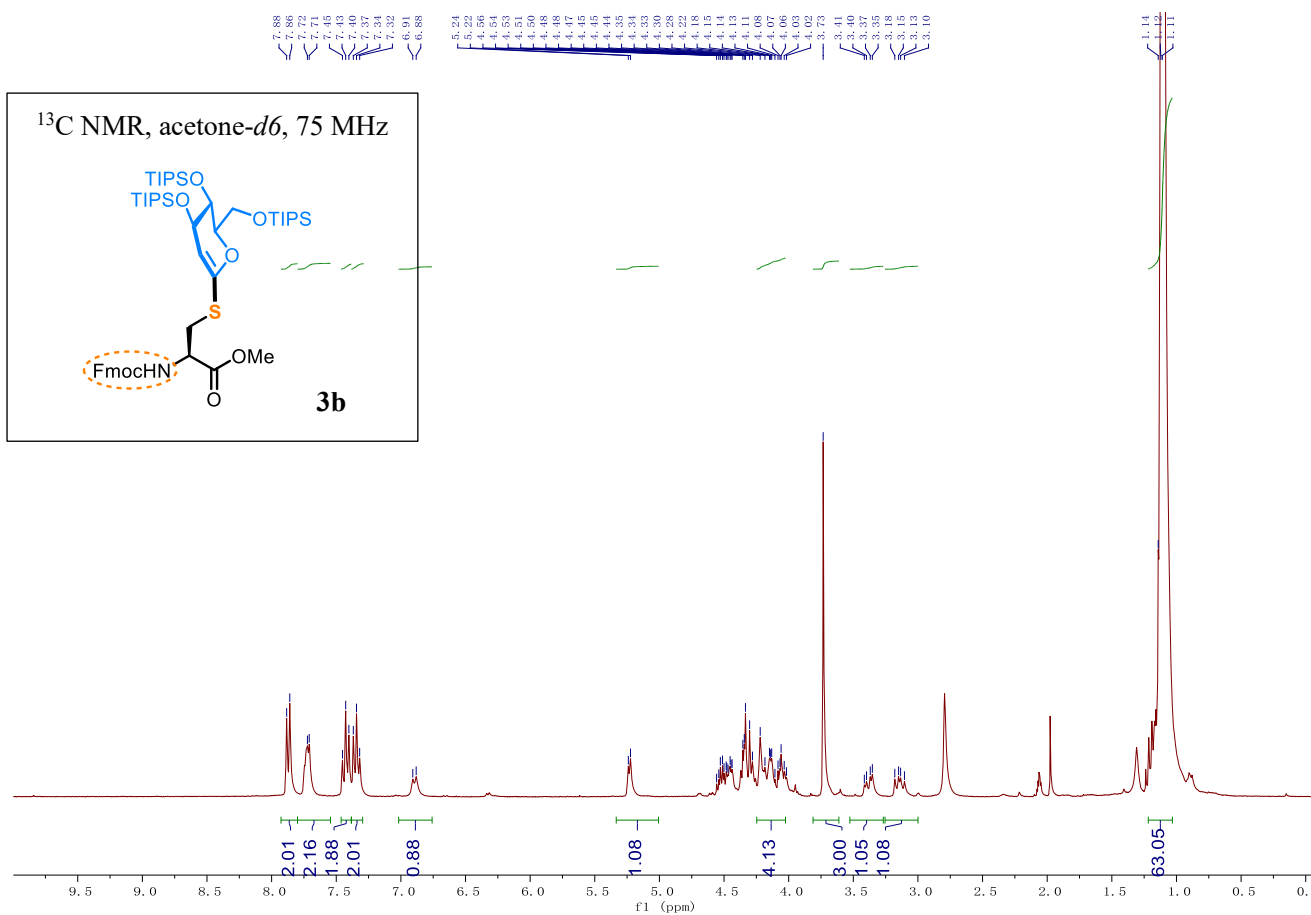 7.88 7.86 7.72 7.71 7.45 7.43 7.40 7.37 7.34 7.32 6.91 6.88 5.24 5.22 4.56 4.54 4.53 4.51 4.50 4.48 4.48 4.47 4.45 4.45 4.44 4.35 4.34 4.33 4.30 4.28 4.22 4.18 4.15 4.14 4.13 4.11 4.08 4.07 4.06 4.03 4.02 3.73 3.41 3.40 3.37 3.35 3.18 3.15 3.13 3.10 1.14 1.12 1.11
¹³C NMR, acetone-d6, 75 MHz
TIPSO
TIPSO
OTIPS
O
S
OMe
FmocHN
O
3b
2.01 2.16 1.88 2.01 0.88 1.08 4.13 3.00 1.05 1.08 63.05
9.5 9.0 8.5 8.0 7.5 7.0 6.5 6.0 5.5 5.0 4.5 4.0 3.5 3.0 2.5 2.0 1.5 1.0 0.5 0.
f1 (ppm)